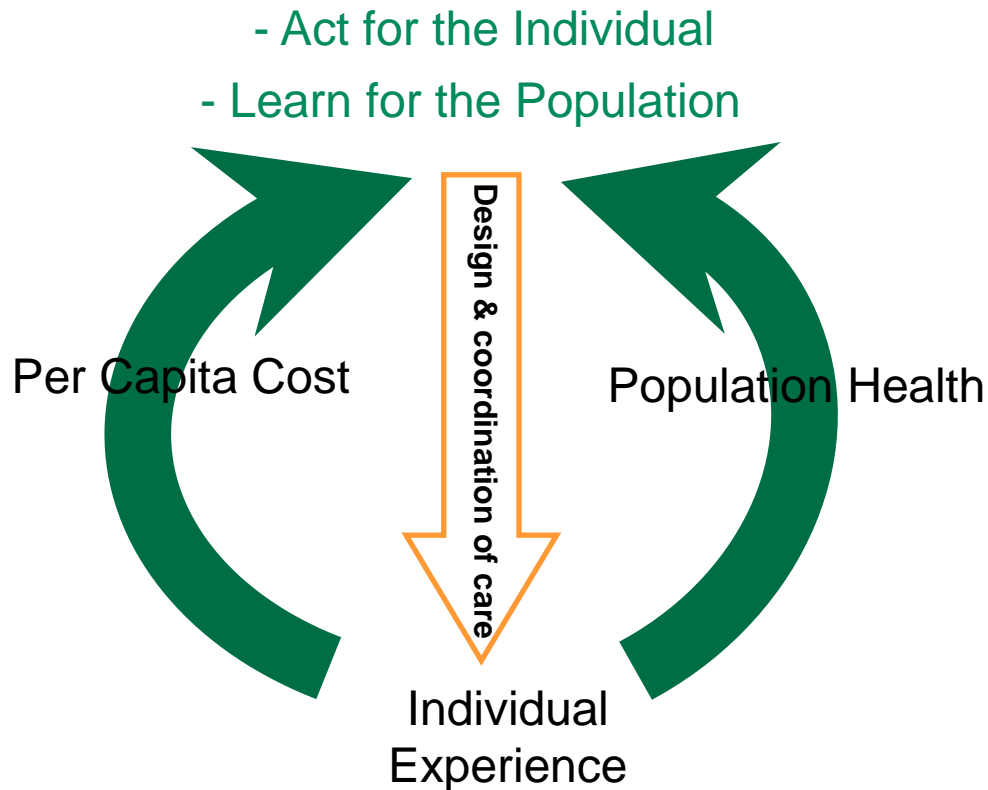 - Act for the Individual
- Learn for the Population
Design & coordination of care
Per Capita Cost
Population Health
Individual
Experience